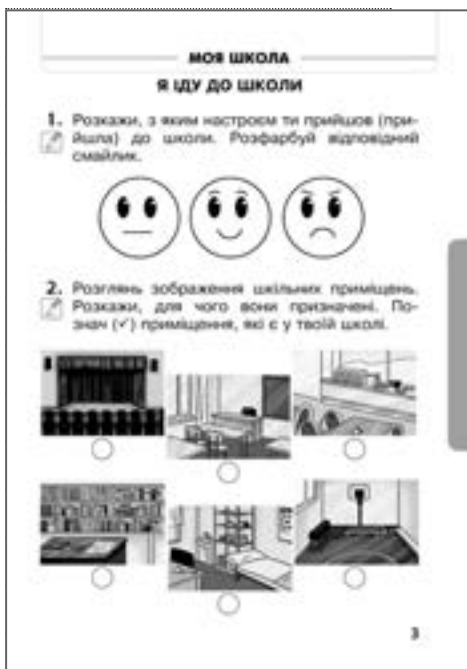 МОЯ ШКОЛА
Я ІДУ ДО ШКОЛИ
1. Розкажи, з яким настроєм ти прийшов (при-
йшла) до школи. Розфарбуй відповідний
смайлик.
2. Розглянь зображення шкільних приміщень.
Розкажи, для чого вони призначені. По-
знач (✓) приміщення, які є у твоїй школі.
3